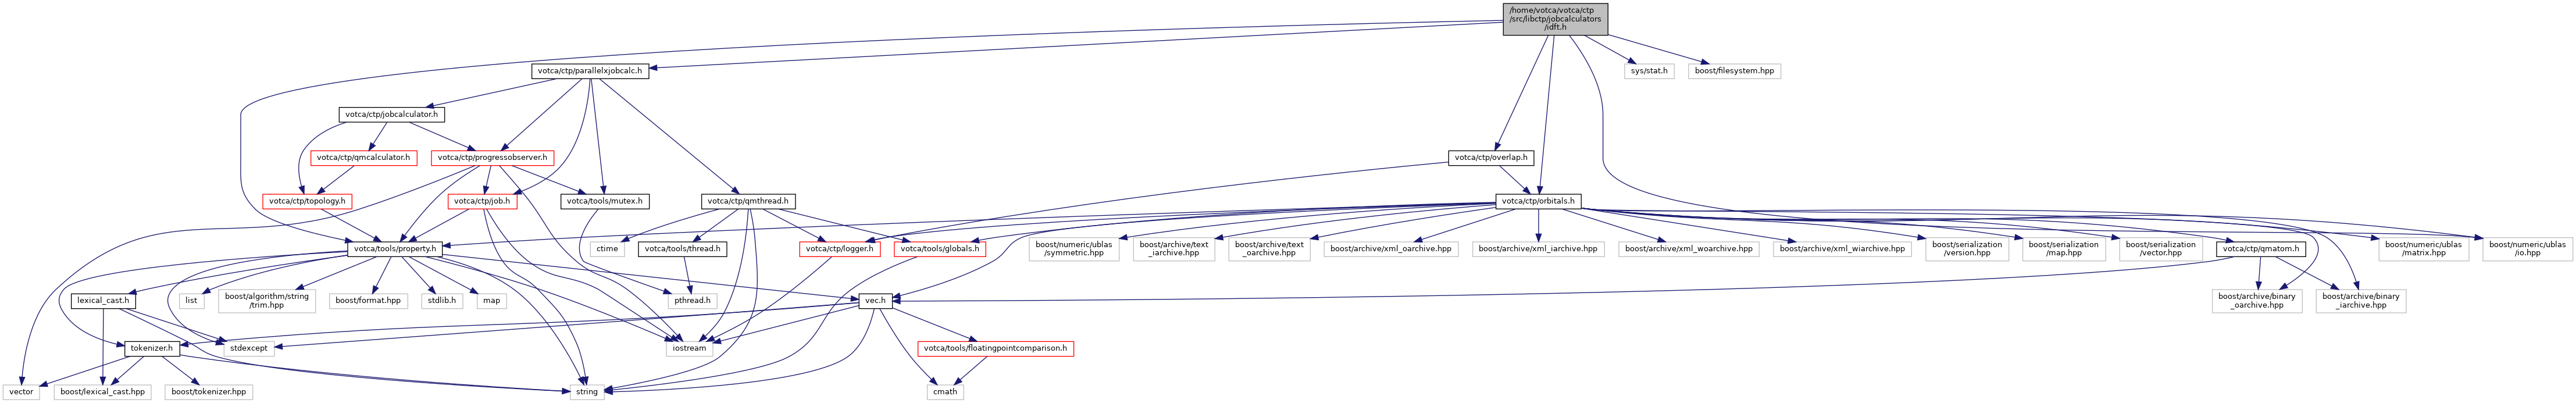 /home/votca/votca/ctp
/src/libctp/jobcalculators
/idft.h
votca/ctp/parallelxjobcalc.h
sys/stat.h
boost/filesystem.hpp
votca/ctp/jobcalculator.h
votca/ctp/qmcalculator.h
votca/ctp/progressobserver.h
votca/ctp/overlap.h
votca/ctp/topology.h
votca/ctp/job.h
votca/tools/mutex.h
votca/ctp/qmthread.h
votca/ctp/orbitals.h
votca/tools/property.h
ctime
votca/tools/thread.h
votca/ctp/logger.h
votca/tools/globals.h
boost/numeric/ublas
/symmetric.hpp
boost/archive/text
_iarchive.hpp
boost/archive/text
_oarchive.hpp
boost/archive/xml_oarchive.hpp
boost/archive/xml_iarchive.hpp
boost/archive/xml_woarchive.hpp
boost/archive/xml_wiarchive.hpp
boost/serialization
/version.hpp
boost/serialization
/map.hpp
boost/serialization
/vector.hpp
votca/ctp/qmatom.h
boost/numeric/ublas
/matrix.hpp
boost/numeric/ublas
/io.hpp
lexical_cast.h
list
boost/algorithm/string
/trim.hpp
boost/format.hpp
stdlib.h
map
pthread.h
vec.h
boost/archive/binary
_oarchive.hpp
boost/archive/binary
_iarchive.hpp
tokenizer.h
stdexcept
iostream
votca/tools/floatingpointcomparison.h
vector
boost/lexical_cast.hpp
boost/tokenizer.hpp
string
cmath